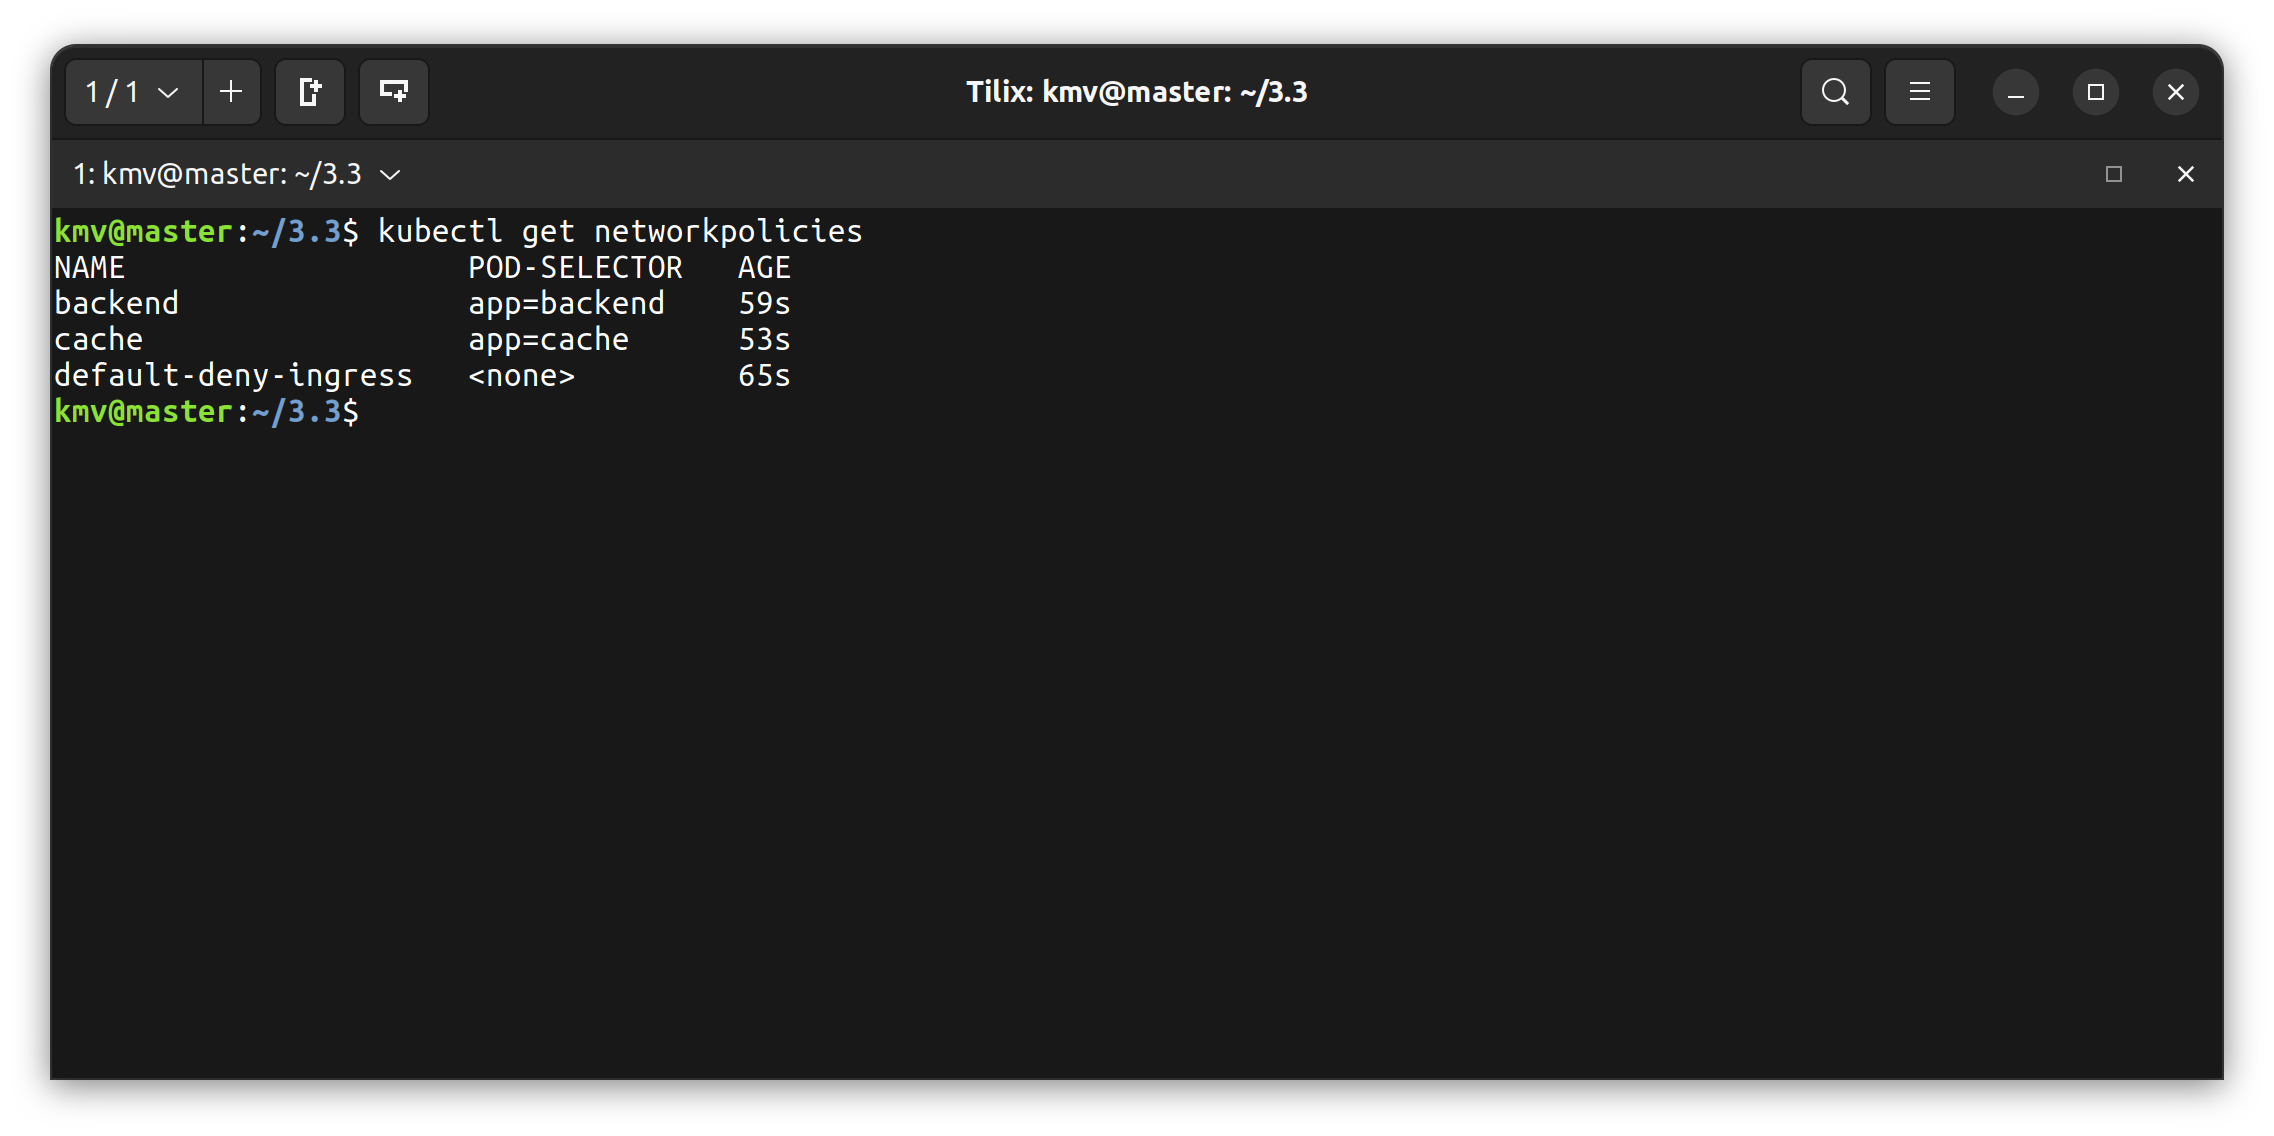 1 / 1
Tilix: kmv@master: ~/3.3
1: kmv@master: ~/3.3
kmv@master:~/3.3$ kubectl get networkpolicies
NAME                   POD-SELECTOR   AGE
backend                app=backend    59s
cache                  app=cache      53s
default-deny-ingress   <none>         65s
kmv@master:~/3.3$